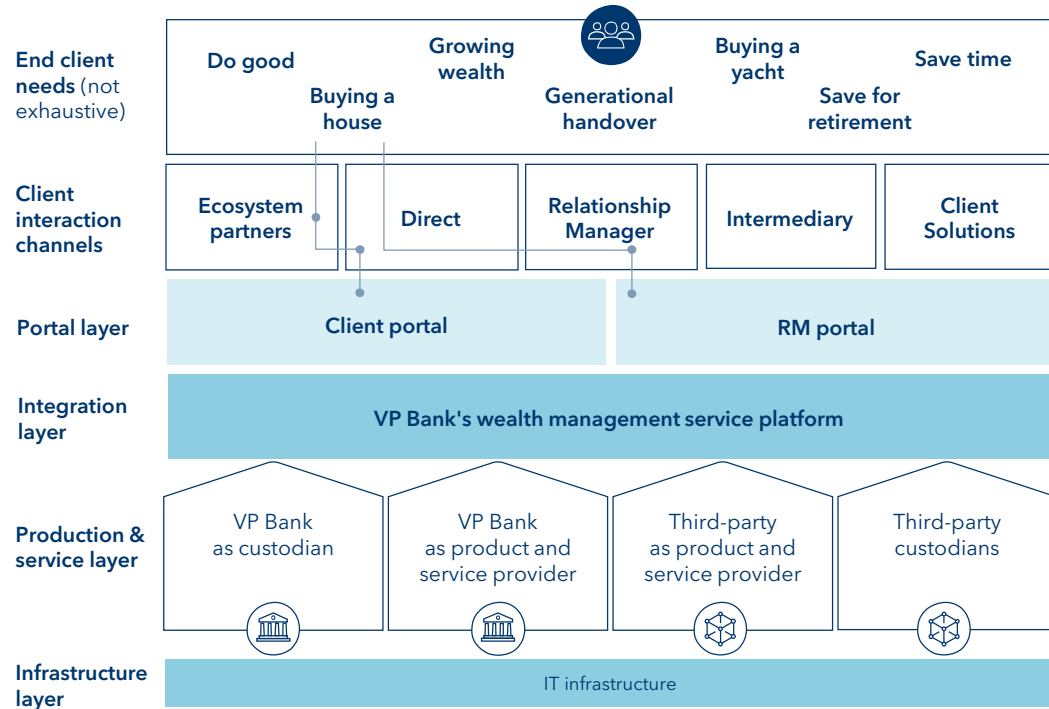 End client
needs (not
exhaustive)
Do good
Growing
wealth
Buying a
yacht
Save time
Buying a
house
Generational
handover
Save for
retirement
Client
interaction
channels
Ecosystem
partners
Direct
Relationship
Manager
Intermediary
Client
Solutions
Portal layer
Client portal
RM portal
Integration
layer
VP Bank's wealth management service platform
Production &
service layer
VP Bank
as custodian
VP Bank
as product and
service provider
Third-party
as product and
service provider
Third-party
custodians
Infrastructure
layer
IT infrastructure